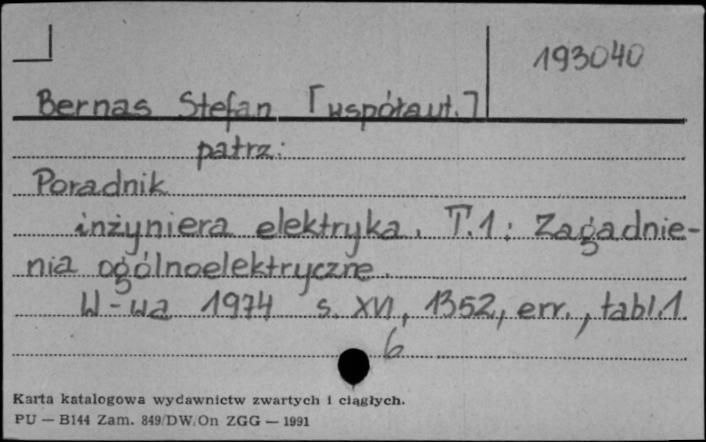 193040
Bernas Stefan [współaut.]
patrz:
Poradnik
inżyniera elektryka. T.1: Zagadnie-
nia ogólnoelektryczne.
W-wa 1974 s. XVI, 1352, err., tabl.1.
6
Karta katalogowa wydawnictw zwartych i ciągłych.
PU — B144 Zam. 849/DW/On ZGG — 1991